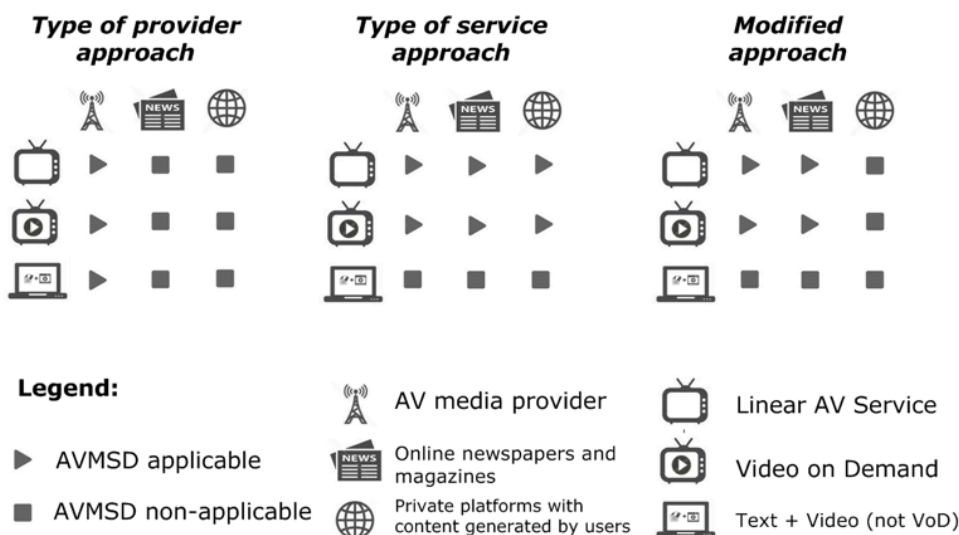 Type of provider
approach
Type of service
approach
Modified
approach
NEWS
NEWS
NEWS
Legend:
AVMSD applicable
AVMSD non-applicable
AV media provider
NEWS
Online newspapers and
magazines
Private platforms with
content generated by users
Linear AV Service
Video on Demand
Text + Video (not VoD)